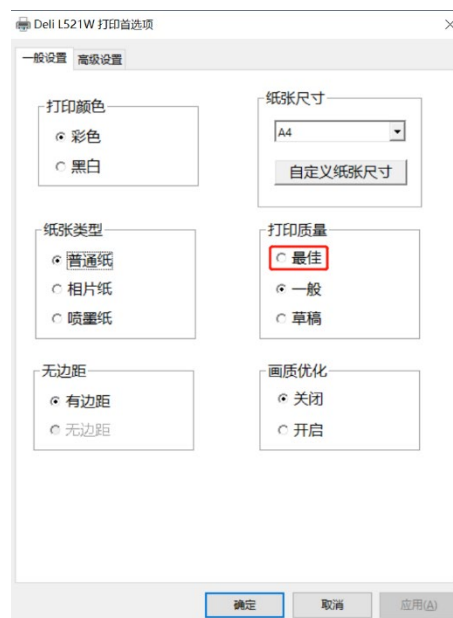 Deli L521W 打印首选项
一般设置 高级设置
打印颜色
彩色
黑白
纸张尺寸
A4
自定义纸张尺寸
纸张类型
普通纸
相片纸
喷墨纸
打印质量
最佳
一般
草稿
无边距
有边距
无边距
画质优化
关闭
开启
确定 取消 应用(A)